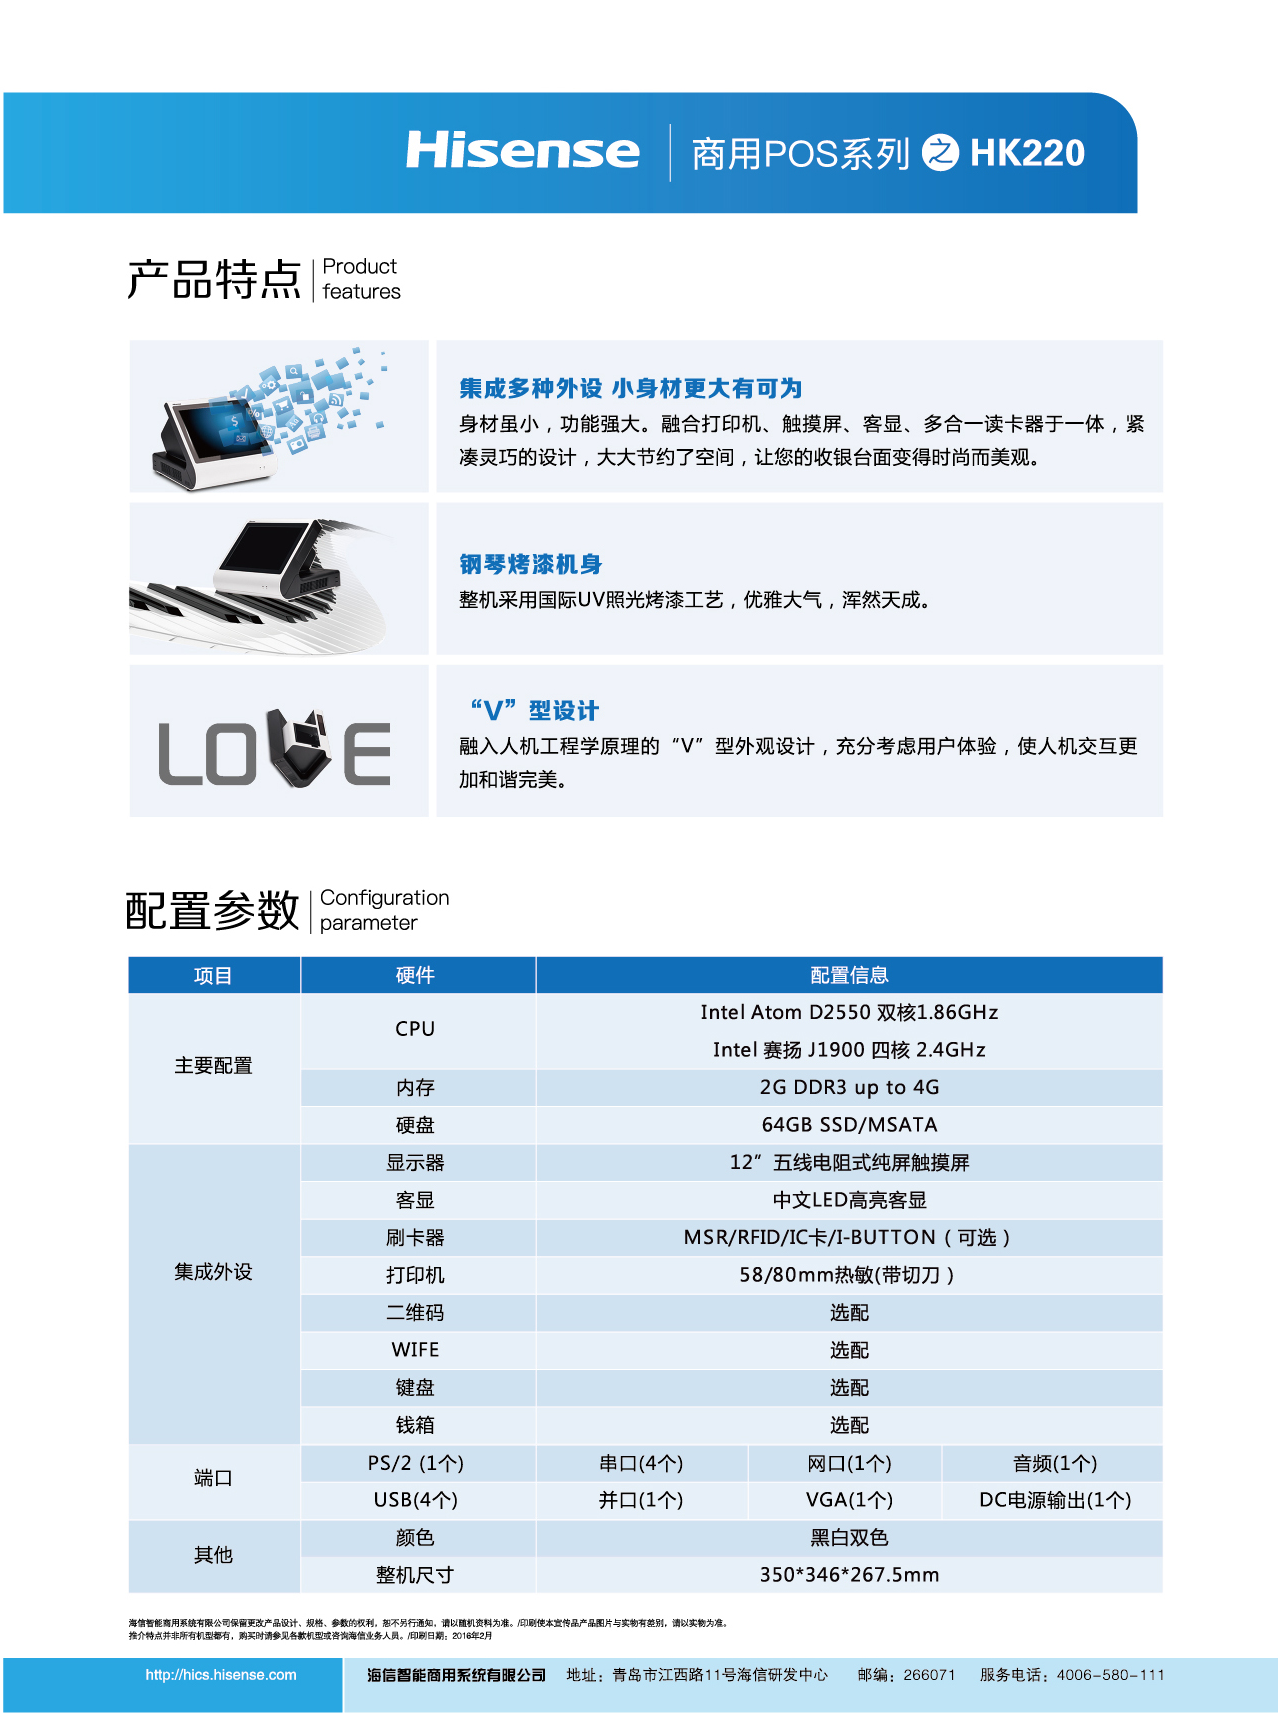 Hisense 商用POS系列 之 HK220
产品特点 Product
features
集成多种外设 小身材更大有可为
身材虽小，功能强大。融合打印机、触摸屏、客显、多合一读卡器于一体，紧
凑灵巧的设计，大大节约了空间，让您的收银台面变得时尚而美观。
钢琴烤漆机身
整机采用国际UV照光烤漆工艺，优雅大气，浑然天成。
LOVE
“V”型设计
融入人机工程学原理的“V”型外观设计，充分考虑用户体验，使人机交互更
加和谐完美。
配置参数 Configuration
parameter
项目 硬件 配置信息
主要配置 CPU Intel Atom D2550 双核1.86GHz
Intel 赛扬 J1900 四核 2.4GHz
内存 2G DDR3 up to 4G
硬盘 64GB SSD/MSATA
集成外设 显示器 12”五线电阻式纯屏触摸屏
客显 中文LED高亮客显
刷卡器 MSR/RFID/IC卡/I-BUTTON（可选）
打印机 58/80mm热敏(带切刀）
二维码 选配
WIFE 选配
键盘 选配
钱箱 选配
端口 PS/2 (1个) 串口(4个) 网口(1个) 音频(1个)
USB(4个) 并口(1个) VGA(1个) DC电源输出(1个)
其他 颜色 黑白双色
整机尺寸 350*346*267.5mm
海信智能商用系统有限公司保留更改产品设计、规格、参数的权利，恕不另行通知，请以随机资料为准。/印刷使本宣传品产品图片与实物有差别，请以实物为准。
推介特点并非所有机型都有，购买时请参见各款机型或咨询海信业务人员。/印刷日期：2016年2月
http://hics.hisense.com 海信智能商用系统有限公司 地址：青岛市江西路11号海信研发中心 邮编：266071 服务电话：4006-580-111